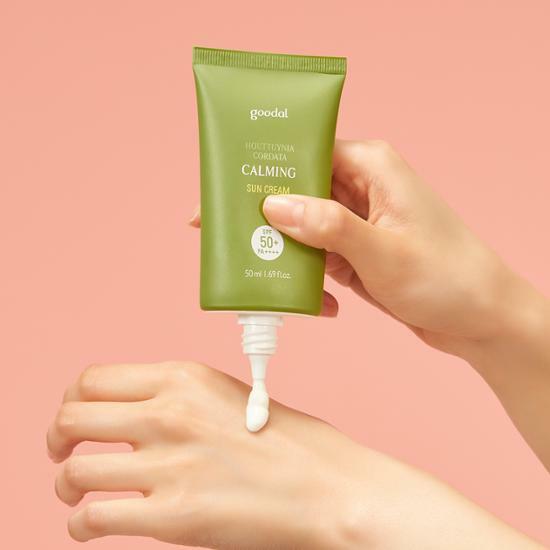 goodal
HOUTTUYNIA
CORDATA
CALMING
SUN CREAM
SPF
50+
PA++++
50 ml 1.69 fl.oz.